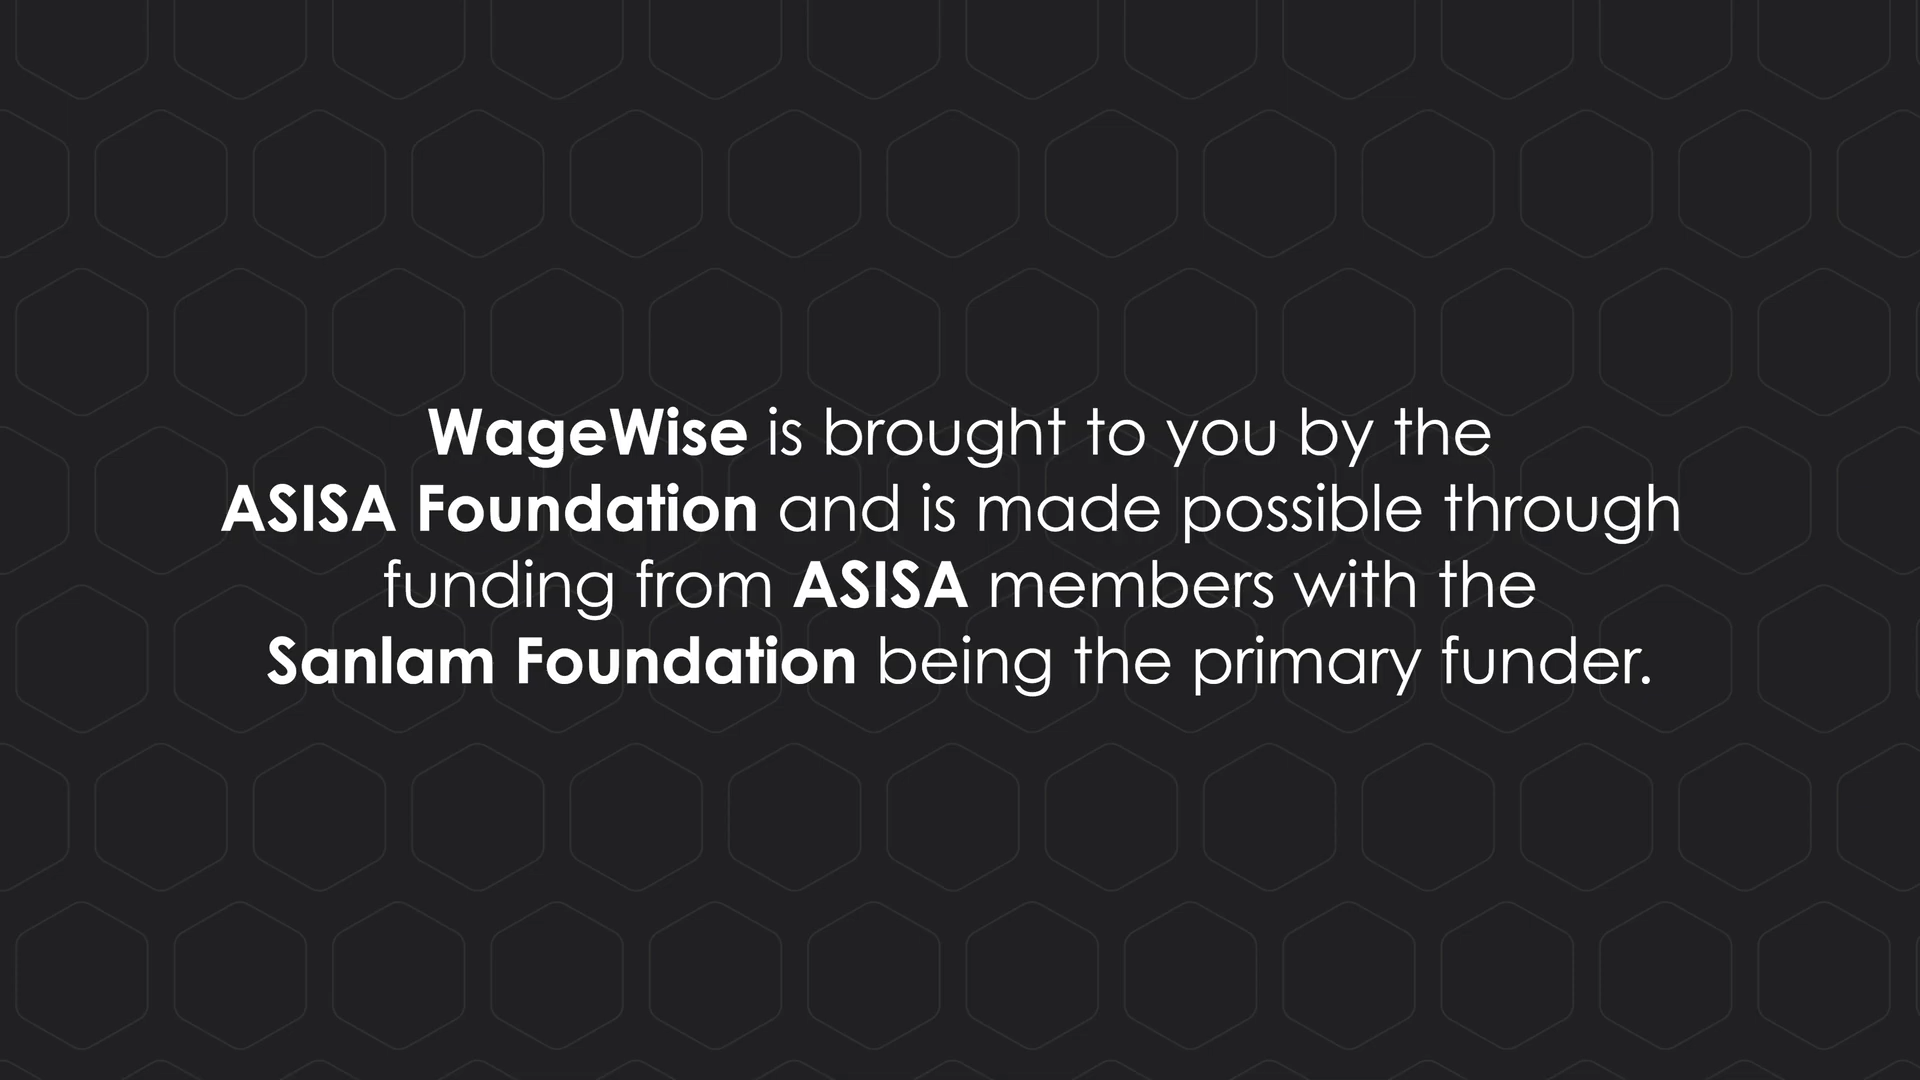 WageWise is brought to you by the
ASISA Foundation and is made possible through
funding from ASISA members with the
Sanlam Foundation being the primary funder.